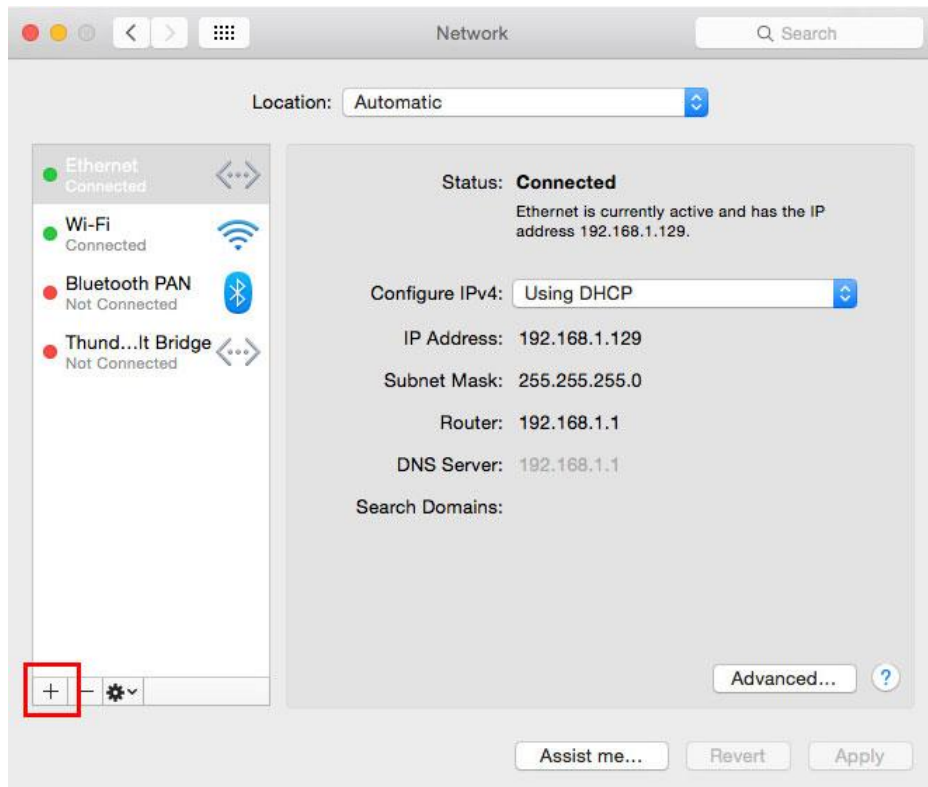 Network
Search
Location: Automatic
Ethernet
Connected
Wi-Fi
Connected
Bluetooth PAN
Not Connected
Thund...lt Bridge
Not Connected
Status: Connected
Ethernet is currently active and has the IP
address 192.168.1.129.
Configure IPv4: Using DHCP
IP Address: 192.168.1.129
Subnet Mask: 255.255.255.0
Router: 192.168.1.1
DNS Server: 192.168.1.1
Search Domains:
Advanced... ?
Assist me... Revert Apply